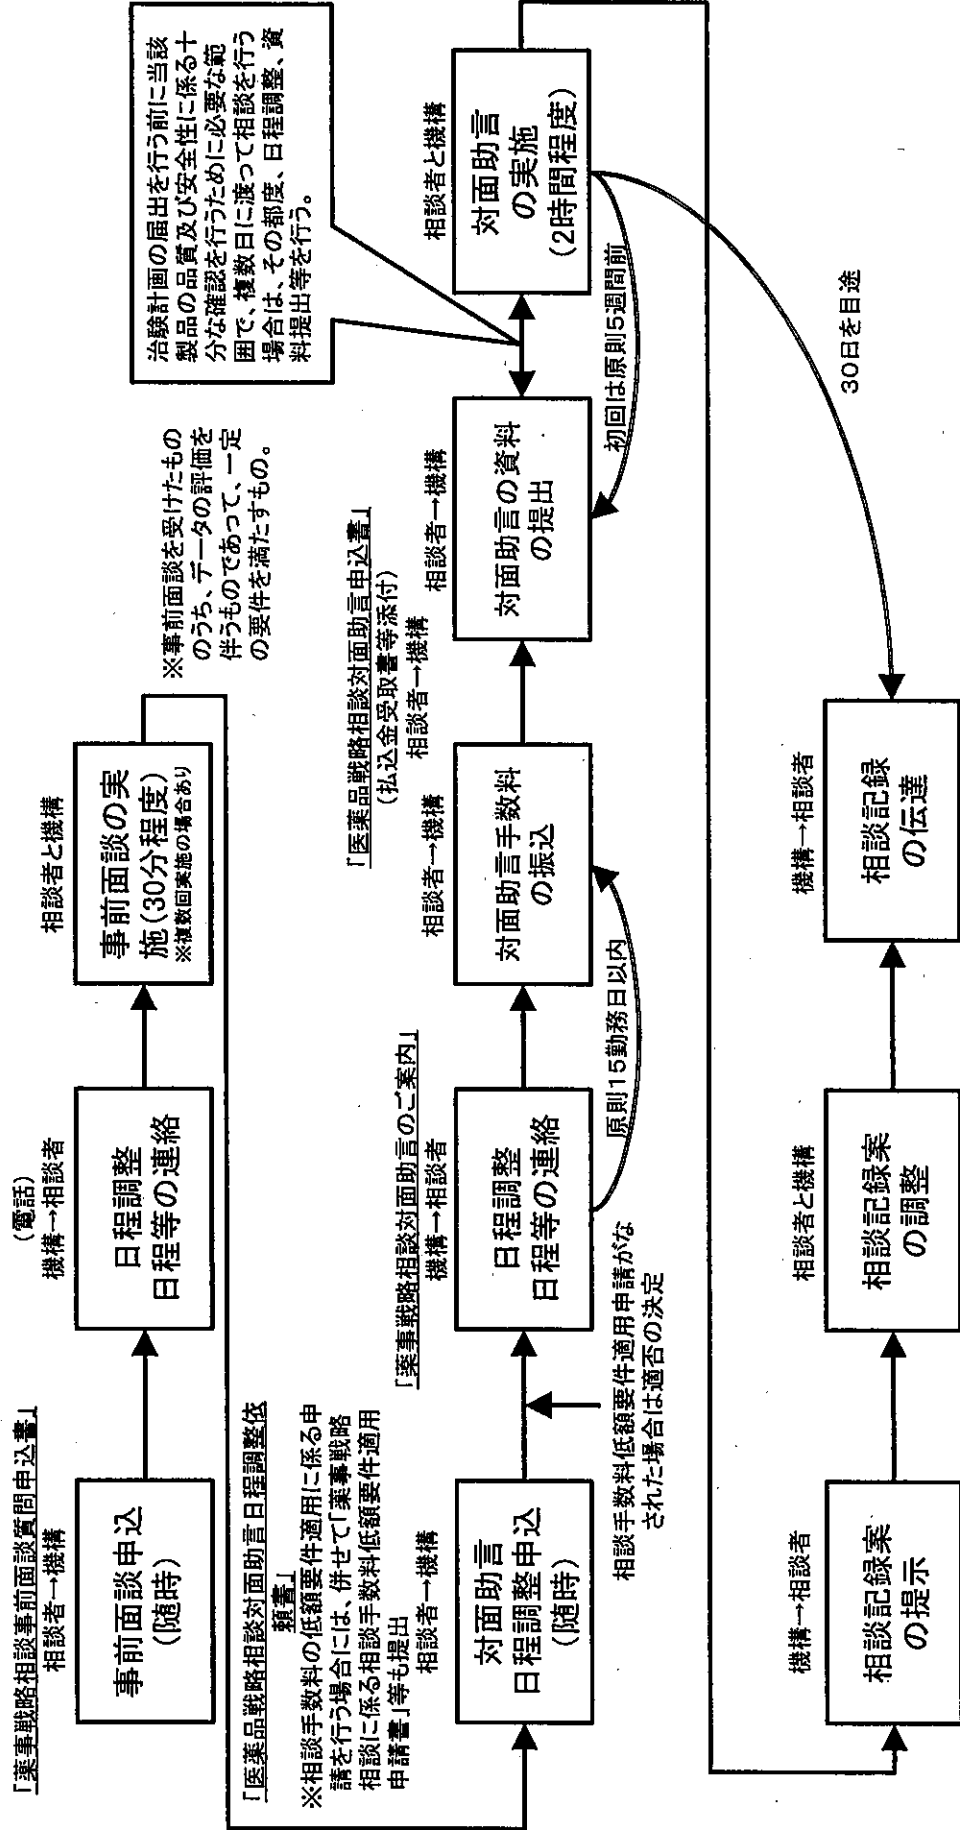 「薬事戦略相談事前面談質問申込書」
相談者→機構
事前面談申込
(随時)
(電話)
機構→相談者
日程調整
日程等の連絡
相談者と機構
事前面談の実
施(30分程度)
※複数回実施の場合あり
※事前面談を受けたもの
のうち、データの評価を
伴うものであって、一定
の要件を満たすもの。
「医薬品戦略相談対面助言日程調整依
頼書」
※相談手数料の低額要件適用に係る申
請を行う場合には、併せて「薬事戦略
相談に係る相談手数料低額要件適用
申請書」等も提出
相談者→機構
対面助言
日程調整申込
(随時)
相談手数料低額要件適用申請がな
された場合は適否の決定
「薬事戦略相談対面助言のご案内」
機構→相談者
日程調整
日程等の連絡
原則15勤務日以内
相談者→機構
対面助言手数料
の振込
「医薬品戦略相談対面助言申込書」
(払込金受取書等添付)
相談者→機構
相談者→機構
対面助言の資料
の提出
初回は原則5週間前
治験計画の届出を行う前に当該
製品の品質及び安全性に係る十
分な確認を行うために必要な範
囲で、複数日に渡って相談を行う
場合は、その都度、日程調整、資
料提出等を行う。
相談者と機構
対面助言
の実施
(2時間程度)
30日を目途
機構→相談者
相談記録案
の提示
相談者と機構
相談記録案
の調整
機構→相談者
相談記録
の伝達